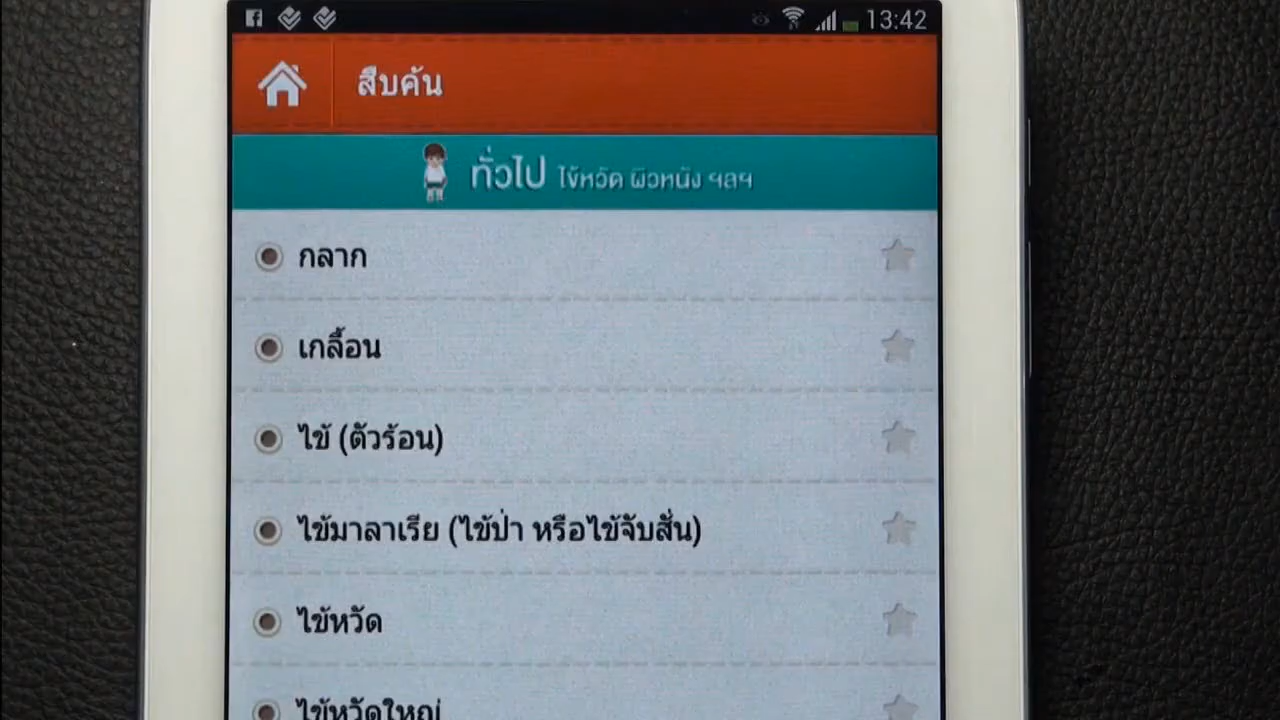 13:42
สืบค้น
ทั่วไป ไข้หวัด ผิวหนัง ฯลฯ
กลาก
เกลื้อน
ไข้ (ตัวร้อน)
ไข้มาลาเรีย (ไข้ป่า หรือไข้จับสั่น)
ไข้หวัด
ไข้หวัดใหญ่